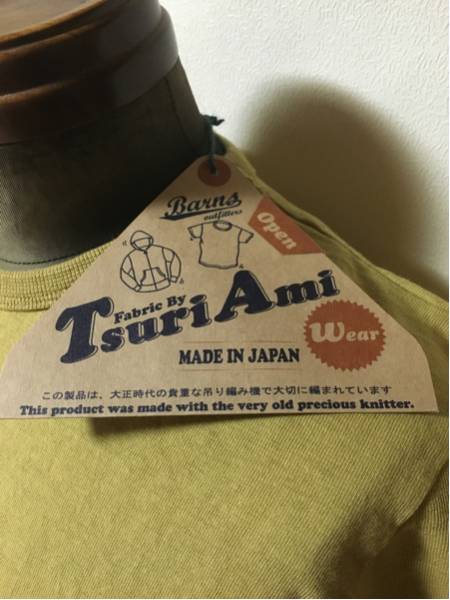 Barns
outfitters
Open
Fabric By
Tsuri Ami
Wear
MADE IN JAPAN
この製品は、大正時代の貴重な吊り編み機で大切に編まれています
This product was made with the very old precious knitter.